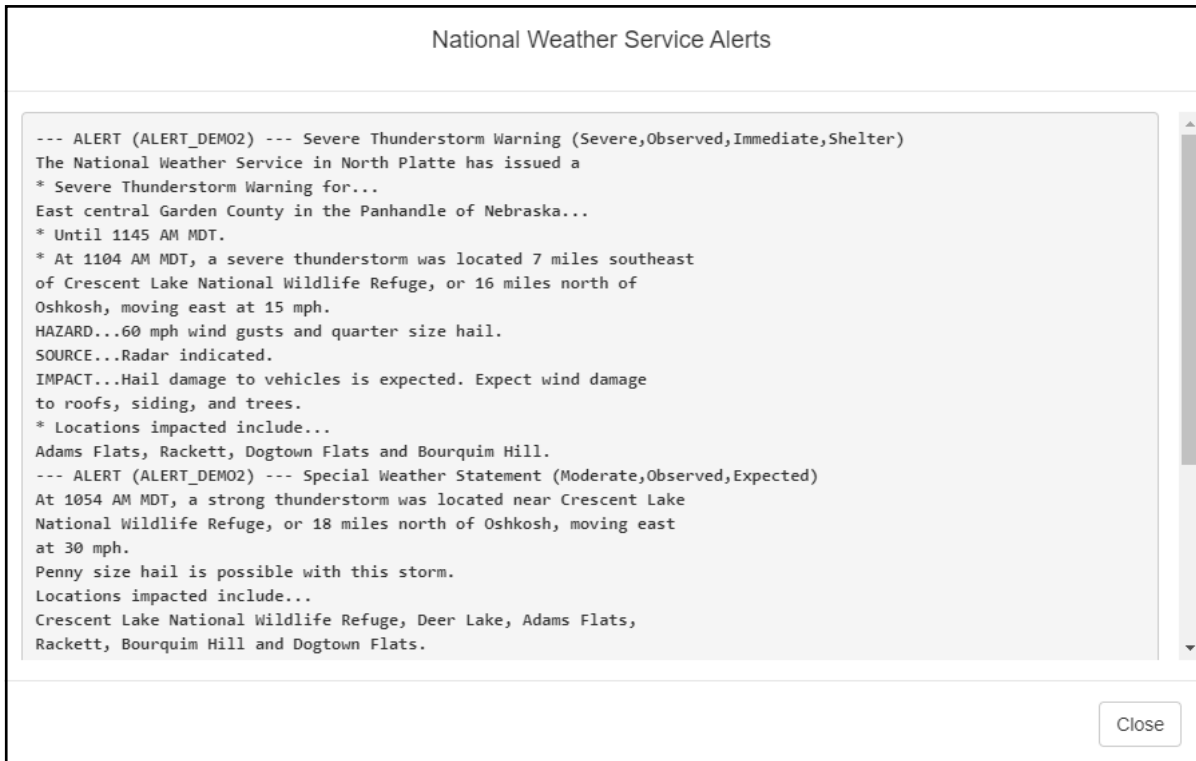 National Weather Service Alerts
--- ALERT (ALERT_DEMO2) --- Severe Thunderstorm Warning (Severe,Observed,Immediate,Shelter)
The National Weather Service in North Platte has issued a
* Severe Thunderstorm Warning for...
East central Garden County in the Panhandle of Nebraska...
* Until 1145 AM MDT.
* At 1104 AM MDT, a severe thunderstorm was located 7 miles southeast
of Crescent Lake National Wildlife Refuge, or 16 miles north of
Oshkosh, moving east at 15 mph.
HAZARD...60 mph wind gusts and quarter size hail.
SOURCE...Radar indicated.
IMPACT...Hail damage to vehicles is expected. Expect wind damage
to roofs, siding, and trees.
* Locations impacted include...
Adams Flats, Rackett, Dogtown Flats and Bourquim Hill.
--- ALERT (ALERT_DEMO2) --- Special Weather Statement (Moderate,Observed,Expected)
At 1054 AM MDT, a strong thunderstorm was located near Crescent Lake
National Wildlife Refuge, or 18 miles north of Oshkosh, moving east
at 30 mph.
Penny size hail is possible with this storm.
Locations impacted include...
Crescent Lake National Wildlife Refuge, Deer Lake, Adams Flats,
Rackett, Bourquim Hill and Dogtown Flats.
Close